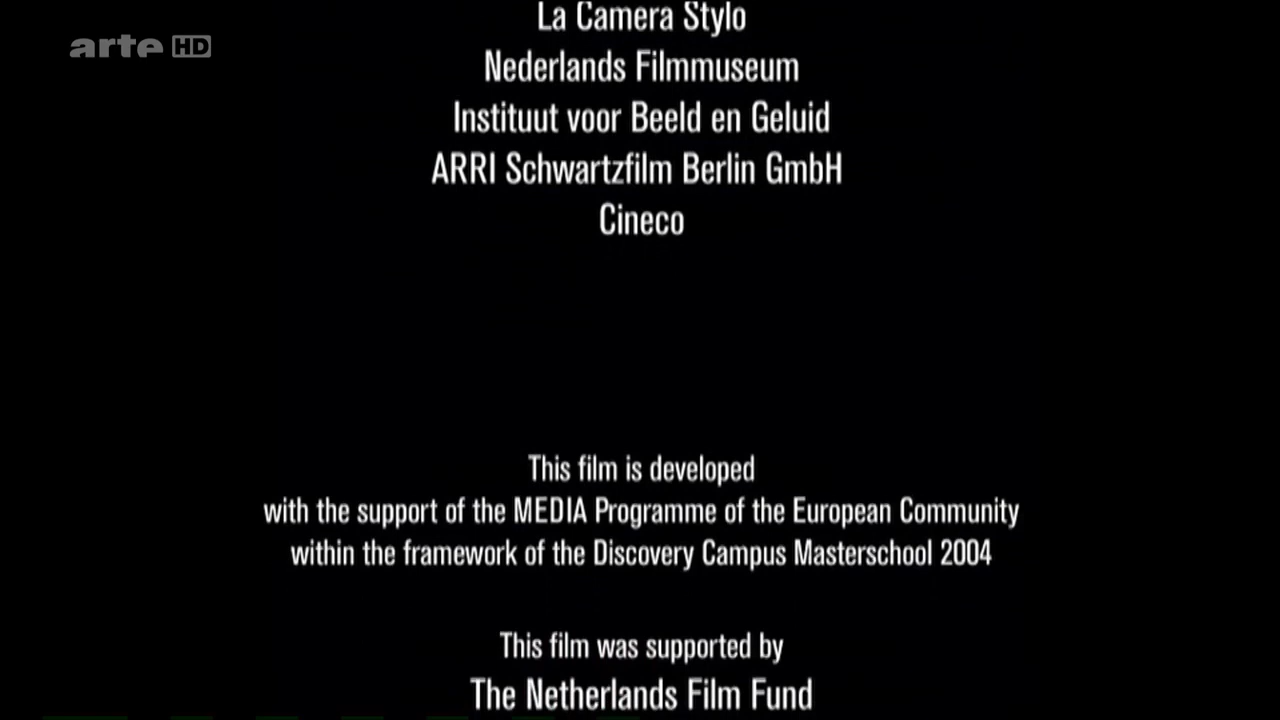 arte HD
La Camera Stylo
Nederlands Filmmuseum
Instituut voor Beeld en Geluid
ARRI Schwartzfilm Berlin GmbH
Cineco
This film is developed
with the support of the MEDIA Programme of the European Community
within the framework of the Discovery Campus Masterschool 2004
This film was supported by
The Netherlands Film Fund